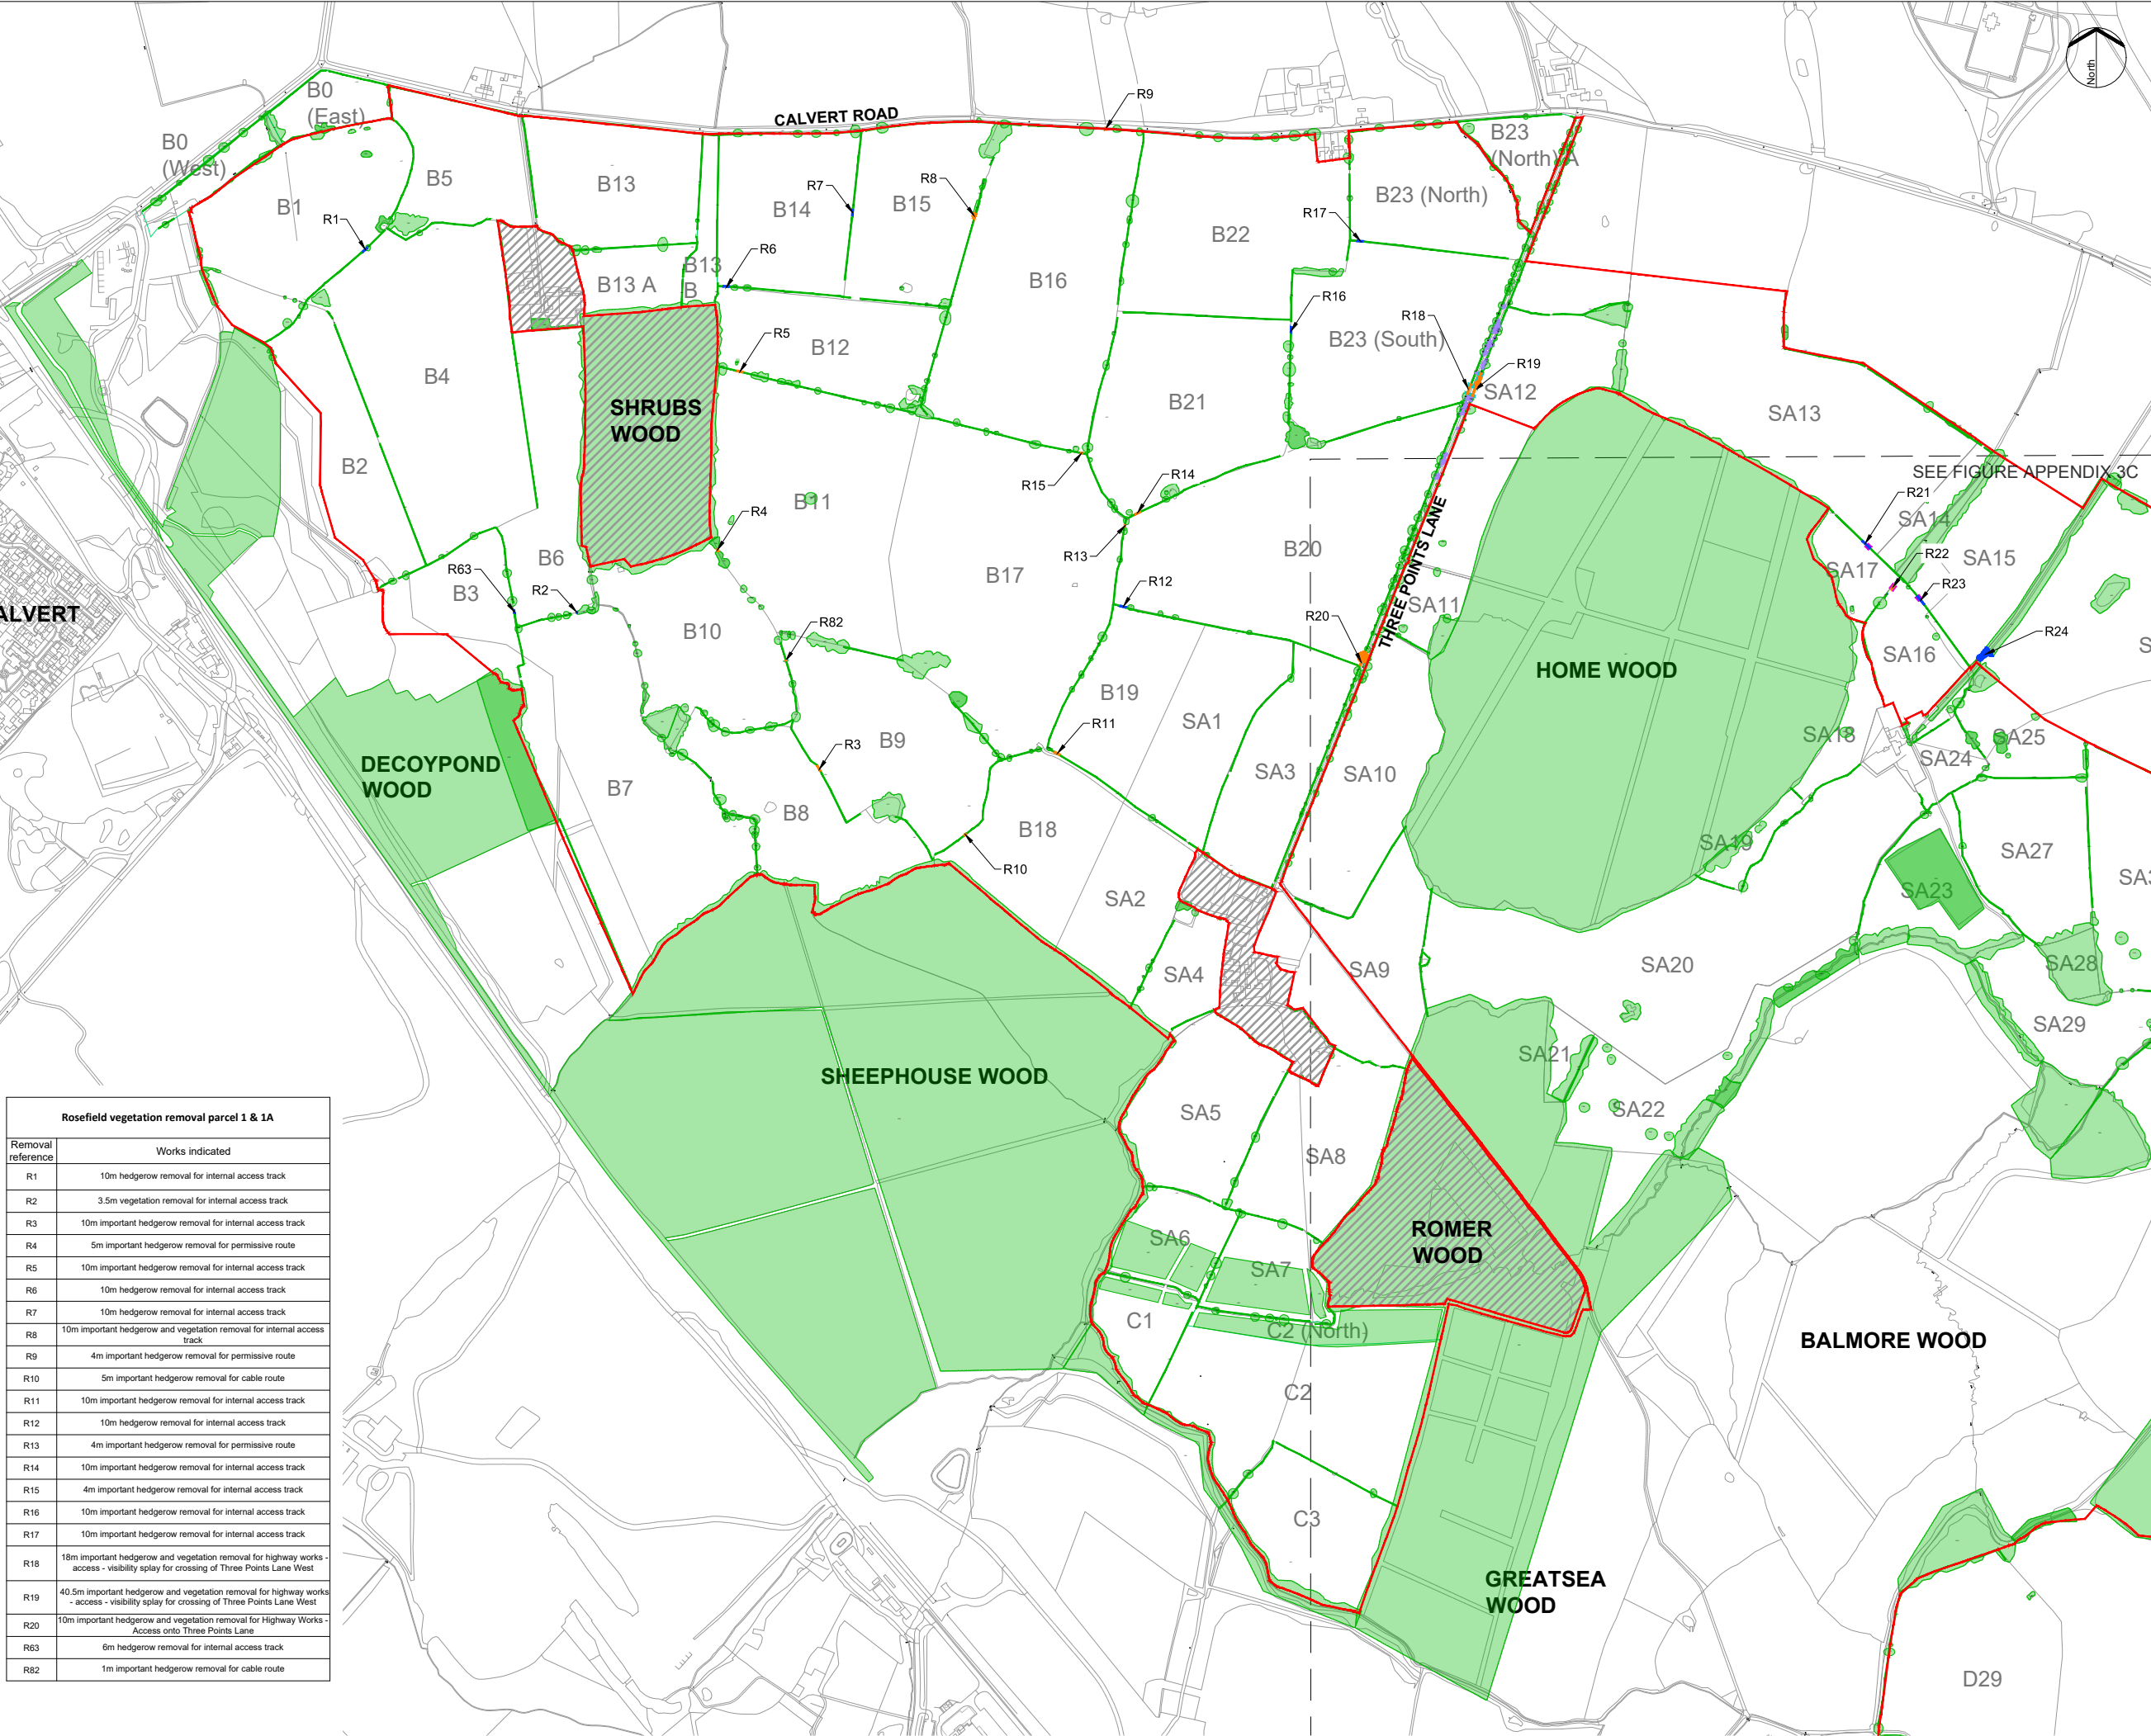 B0
(East)
B0
(West)
CALVERT ROAD
R9
North
B23
(North) A
B5
B13
B14
R7
B15
R8
B1
R1
B23 (North)
R17
B22
B13
B
R6
B13 A
B16
R16
B23 (South)
R18
R19
SA12
SA13
R5
B12
B4
SHRUBS
WOOD
B21
B2
R15
R14
SEE FIGURE APPENDIX 3C
R21
SA14
B11
R4
B6
R13
B20
THREE POINTS LANE
R22
SA15
SA17
R23
R63
B3
R2
B17
R12
SA11
ALVERT
B10
R82
R20
R24
SA16
HOME WOOD
B19
SA1
R11
SA18
SA25
SA24
DECOYPOND
WOOD
B7
R3
B9
SA3
SA10
B8
B18
R10
SA19
SA27
SA23
SA2
SA4
SA9
SA20
SA28
SA29
SHEEPHOUSE WOOD
SA21
SA5
SA22
SA8
SA6
SA7
ROMER
WOOD
C1
C2 (North)
BALMORE WOOD
C2
C3
GREATSEA
WOOD
D29
Rosefield vegetation removal parcel 1 & 1A
Removal
reference
Works indicated
R1 10m hedgerow removal for internal access track
R2 3.5m vegetation removal for internal access track
R3 10m important hedgerow removal for internal access track
R4 5m important hedgerow removal for permissive route
R5 10m important hedgerow removal for internal access track
R6 10m hedgerow removal for internal access track
R7 10m hedgerow removal for internal access track
R8 10m important hedgerow and vegetation removal for internal access
track
R9 4m important hedgerow removal for permissive route
R10 5m important hedgerow removal for cable route
R11 10m important hedgerow removal for internal access track
R12 10m hedgerow removal for internal access track
R13 4m important hedgerow removal for permissive route
R14 10m important hedgerow removal for internal access track
R15 4m important hedgerow removal for internal access track
R16 10m important hedgerow removal for internal access track
R17 10m important hedgerow removal for internal access track
R18 18m important hedgerow and vegetation removal for highway works -
access - visibility splay for crossing of Three Points Lane West
R19 40.5m important hedgerow and vegetation removal for highway works
- access - visibility splay for crossing of Three Points Lane West
R20 10m important hedgerow and vegetation removal for Highway Works -
Access onto Three Points Lane
R63 6m hedgerow removal for internal access track
R82 1m important hedgerow removal for cable route